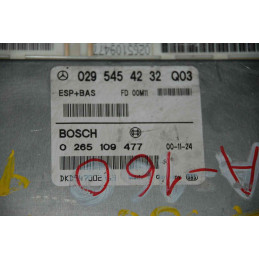 029 545 42 32 Q03
ESP+BAS FD 00M11
BOSCH
0 265 109 477 00-11-24
A-160